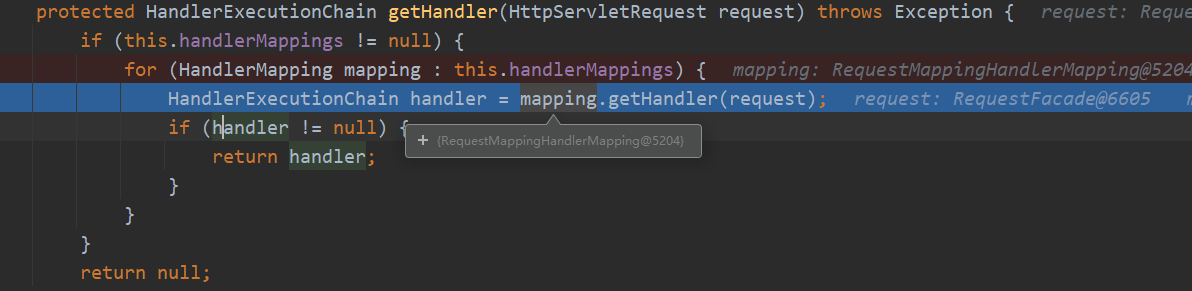 protected HandlerExecutionChain getHandler(HttpServletRequest request) throws Exception {  request: Reque
if (this.handlerMappings != null) {
for (HandlerMapping mapping : this.handlerMappings) {  mapping: RequestMappingHandlerMapping@5204
HandlerExecutionChain handler = mapping.getHandler(request);  request: RequestFacade@6605
if (handler != null) {
+ {RequestMappingHandlerMapping@5204}
return handler;
}
}
}
return null;